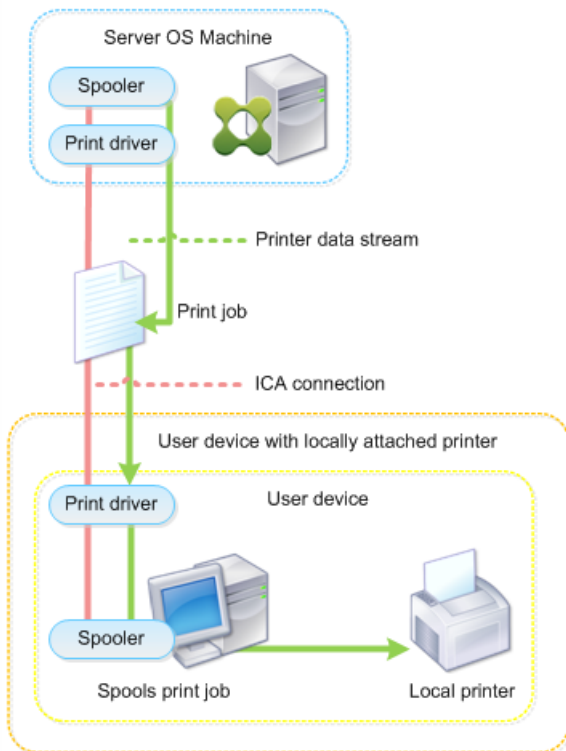 Server OS Machine
Spooler
Print driver
Printer data stream
Print job
ICA connection
User device with locally attached printer
Print driver
User device
Spooler
Spools print job
Local printer